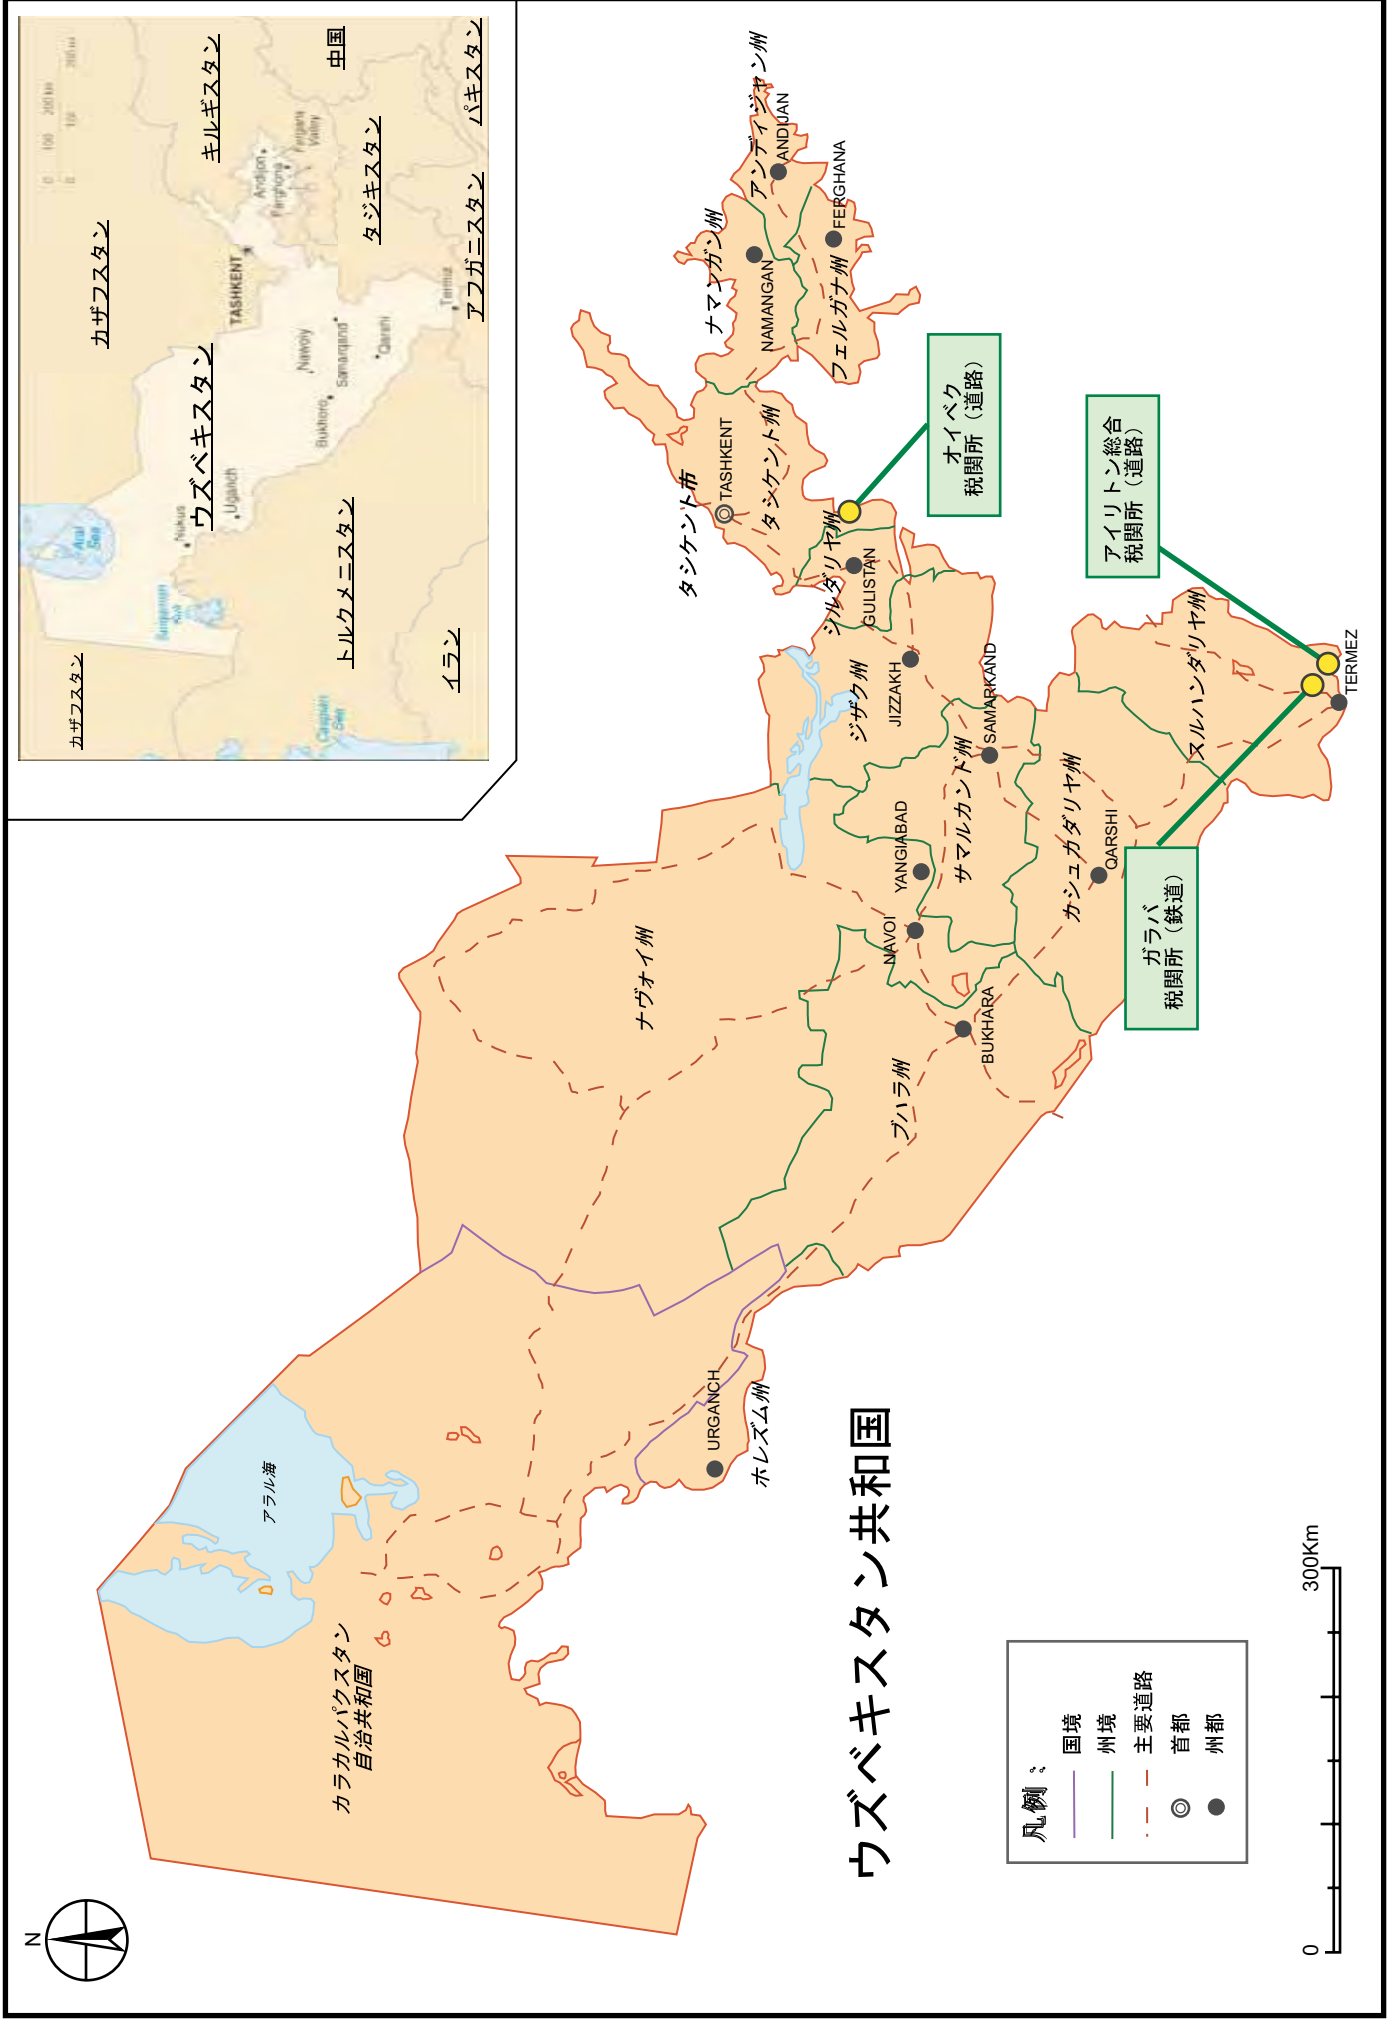 カザフスタン
カザフスタン
キルギスタン
中国
ウズベキスタン
タジキスタン
トルクメニスタン
イラン
アフガニスタン
パキスタン
0 100 200 km
0
Aral
Sea
Nukus
Urganch
TASHKENT
Andijon
Farghona
Fergana
Valley
Nawoiy
Bukhoro
Samarqand
Qarshi
Termiz
Caspian
Sea
N
アラル海
カラカルパクスタン
自治共和国
ナヴォイ州
URGANCH
ホレズム州
ブハラ州
BUKHARA
NAVOI
YANGIABAD
サマルカンド州
SAMARKAND
ジザク州
JIZZAKH
カシュカダリヤ州
QARSHI
スルハンダリヤ州
TERMEZ
シルダリヤ州
GULISTAN
タシケント市
TASHKENT
タシケント州
ナマンガン州
NAMANGAN
フェルガナ州
FERGHANA
アンディジャン州
ANDIJAN
オイベク
税関所（道路）
アイリトン総合
税関所（道路）
ガラバ
税関所（鉄道）
ウズベキスタン共和国
凡例
国境
州境
主要道路
首都
州都
0
300Km